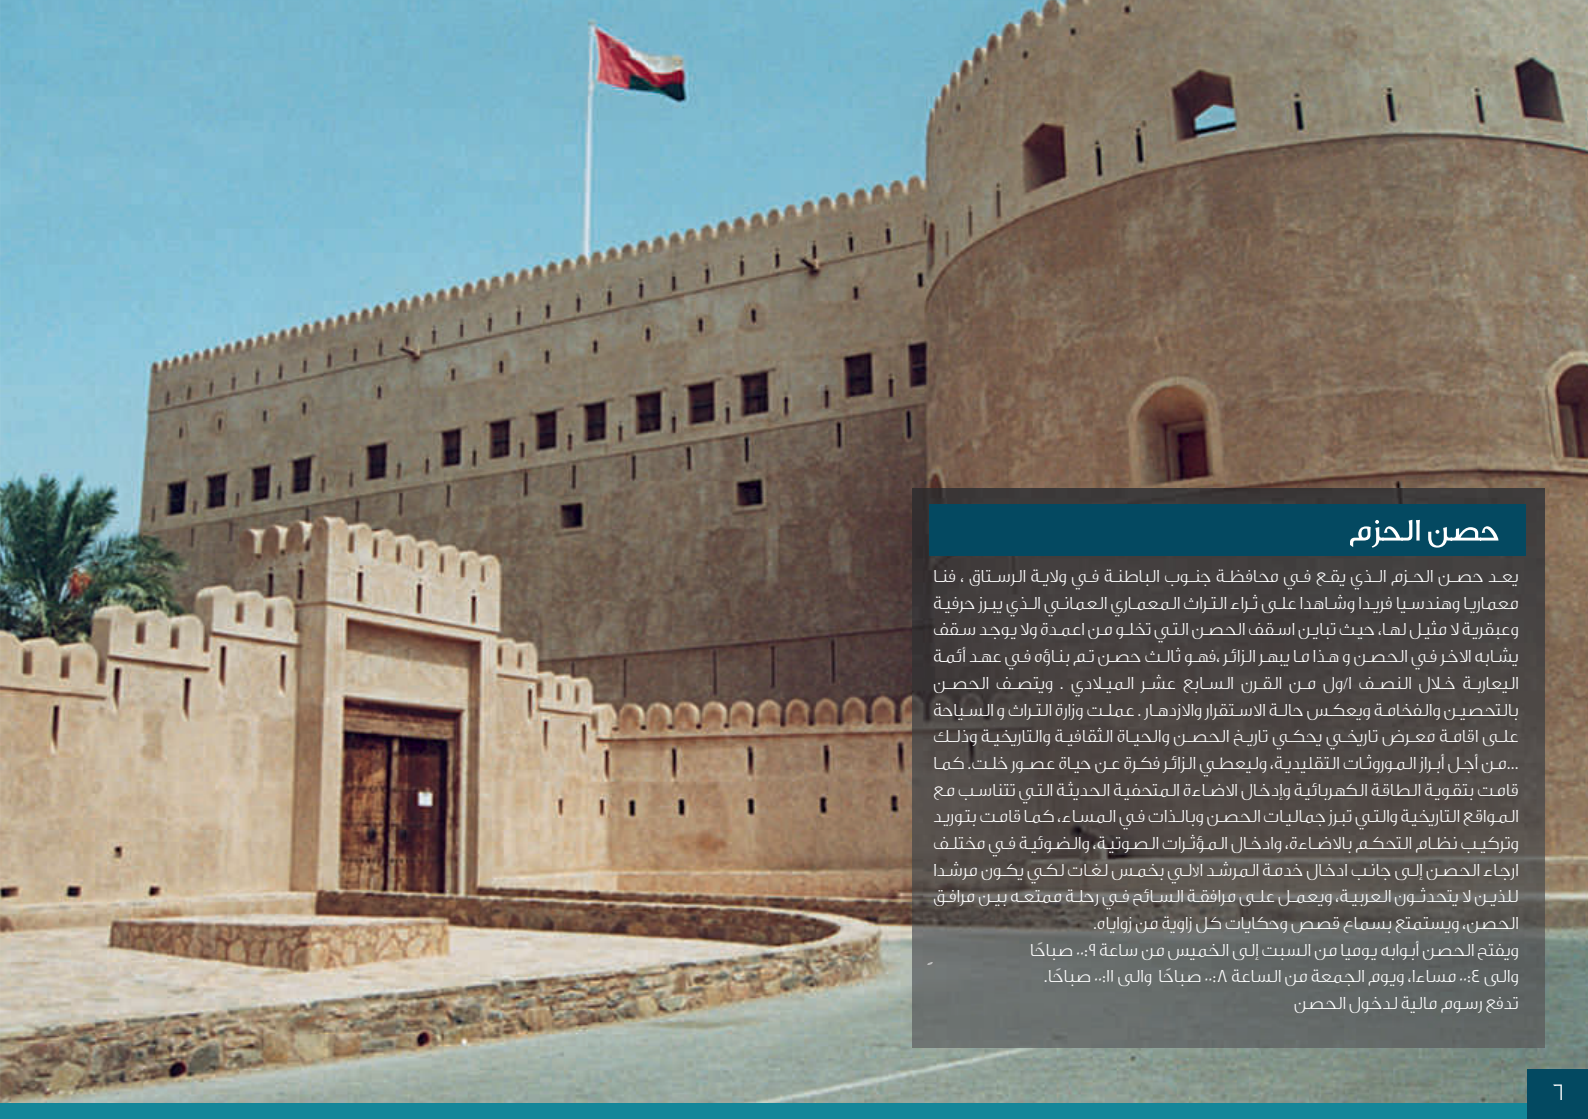 حصن الحزم
يعد حصن الحزم الذي يقع في محافظة جنوب الباطنة في ولاية الرستاق ، فنا
معماريا وهندسيا فريدا وشاهدا على ثراء التراث المعماري العماني الذي يبرز حرفية
وعبقرية لا مثيل لها، حيث تباين اسقف الحصن التي تخلو من اعمدة ولا يوجد سقف
يشابه الاخر في الحصن و هذا ما يبهر الزائر ،فهو ثالث حصن تم بناؤه في عهد أئمة
اليعاربة خلال النصف ا/ول من القرن السابع عشر الميلادي . ويتصف الحصن
بالتحصين والفخامة ويعكس حالة الاستقرار والازدهار . عملت وزارة التراث و السياحة
على اقامة معرض تاريخي يحكي تاريخ الحصن والحياة الثقافية والتاريخية وذلك
...من أجل أبراز الموروثات التقليدية، وليعطي الزائر فكرة عن حياة عصور خلت. كما
قامت بتقوية الطاقة الكهربائية وإدخال الاضاءة المتحفية الحديثة التي تتناسب مع
المواقع التاريخية والتي تبرز جماليات الحصن وبالذات في المساء، كما قامت بتوريد
وتركيب نظام التحكم بالاضاءة، وادخال المؤثرات الصوتية، والضوئية في مختلف
ارجاء الحصن إلى جانب ادخال خدمة المرشد الالي بخمس لغات لكي يكون مرشدا
للذين لا يتحدثون العربية، ويعمل على مرافقة السائح في رحلة ممتعه بين مرافق
الحصن، ويستمتع بسماع قصص وحكايات كل زاوية من زواياه.
ويفتح الحصن أبوابه يوميا من السبت إلى الخميس من ساعة ٠٠:٩ صباحًا
والى ٠٠:٤ مساءا، ويوم الجمعة من الساعة ٠٠:٨ صباحًا والى ٠٠:١١ صباحًا.
تدفع رسوم مالية لدخول الحصن
٦